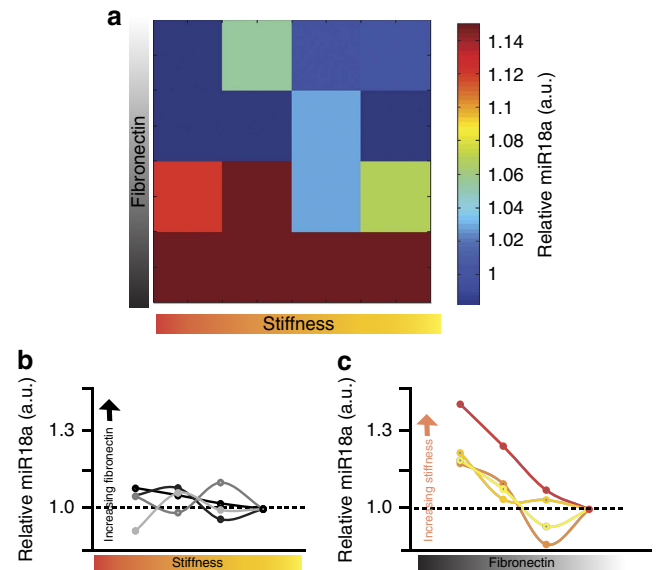 a
Fibronectin
1.14
1.12
1.1
1.08
1.06
1.04
1.02
1
Relative miR18a (a.u.)
Stiffness
b
Relative miR18a (a.u.)
1.3
1.0
Increasing fibronectin
Stiffness
c
Relative miR18a (a.u.)
1.3
1.0
Increasing stiffness
Fibronectin